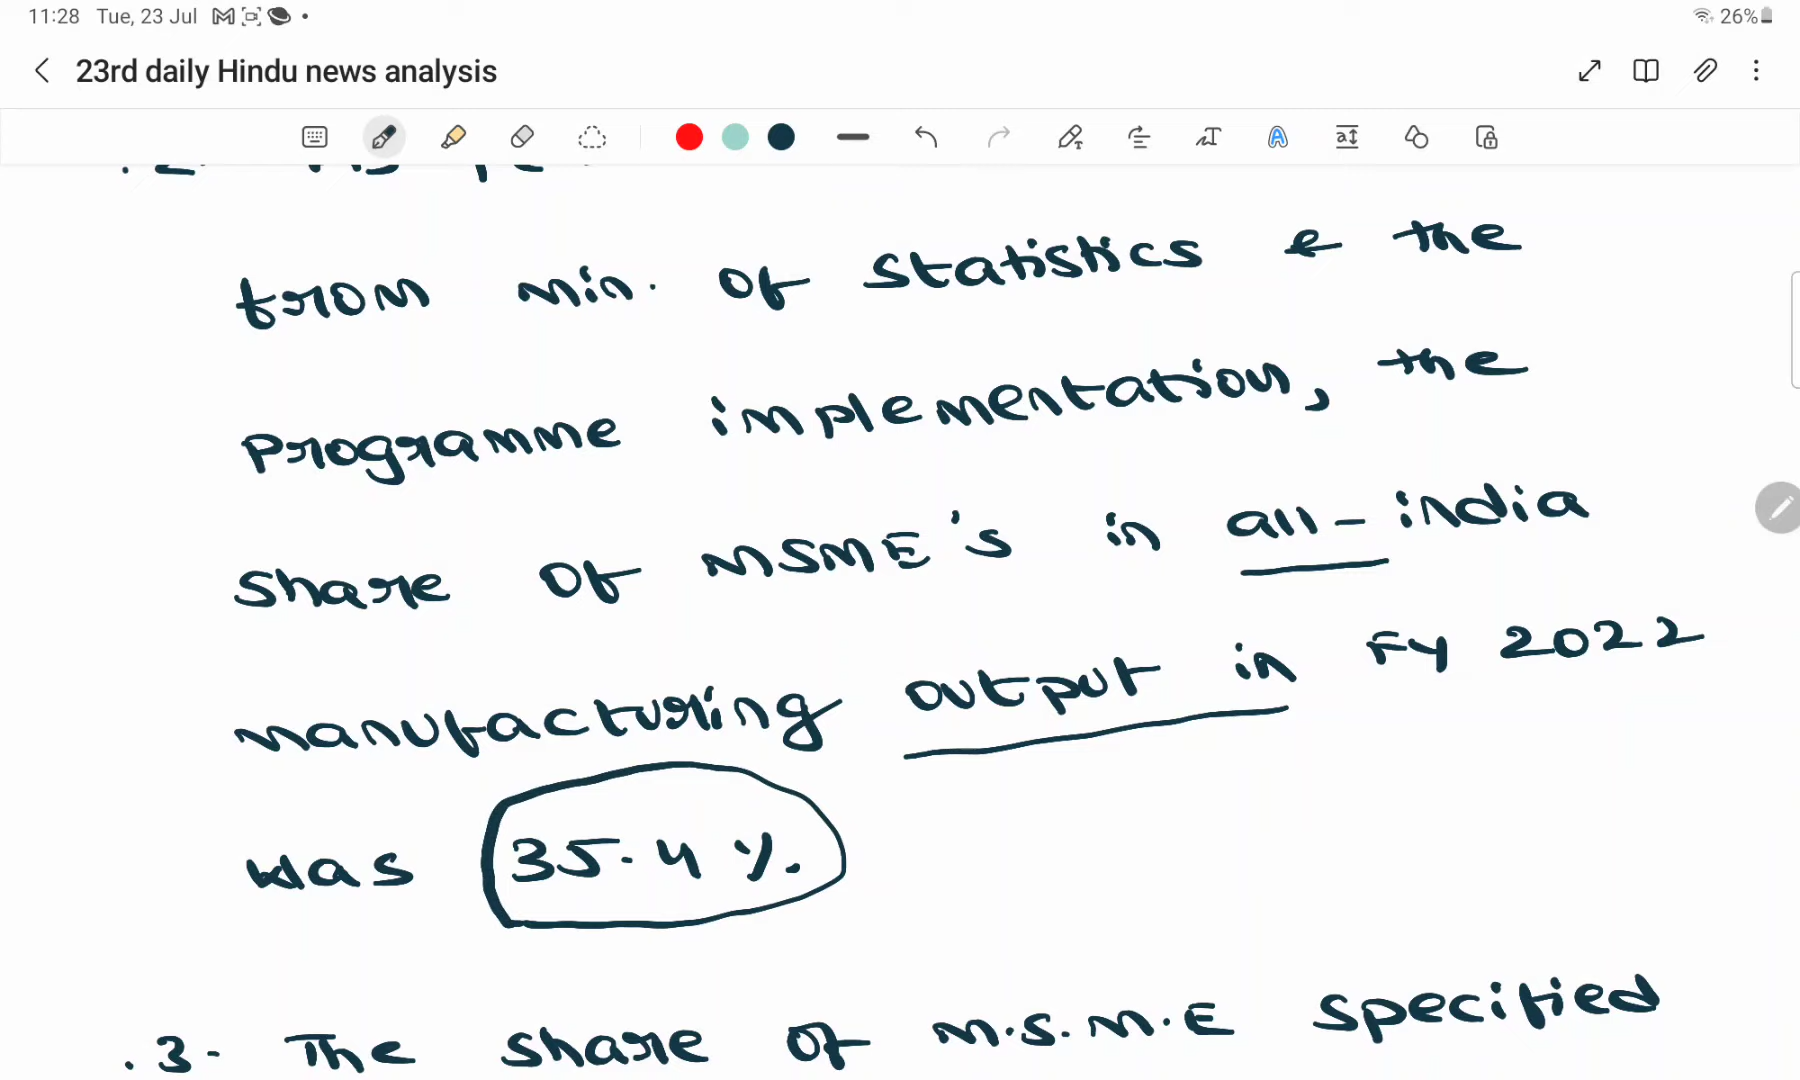 11:28 Tue, 23 Jul 26%
23rd daily Hindu news analysis
.2.
from min. of statistics & the
programme implementation, the
share of MSME's in all-india
manufacturing output in FY 2022
was 35.4 %.
.3. The share of M.S.M.E specified